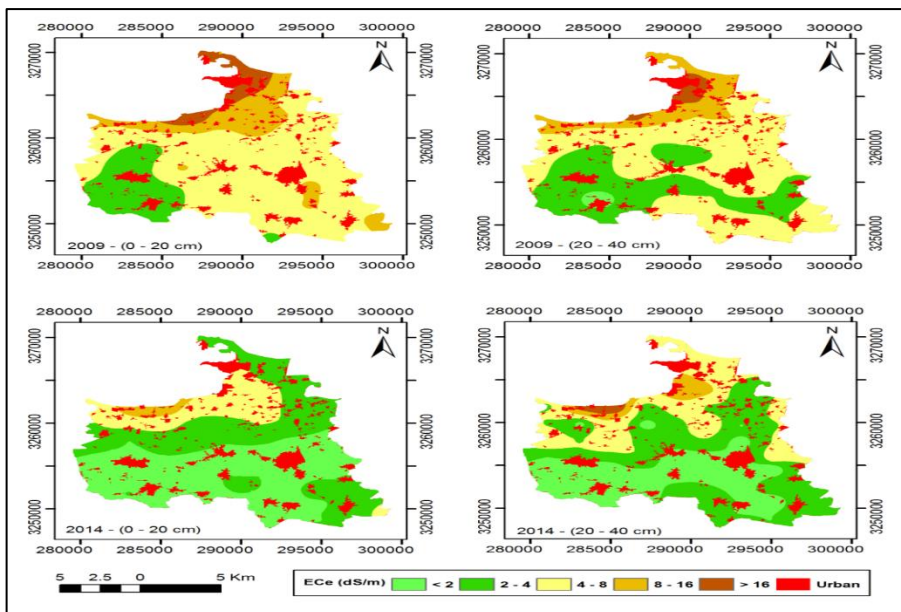 280000 285000 290000 295000 300000
280000 285000 290000 295000 300000
3270000
3260000
3250000
N
2009 - (0 - 20 cm)
3270000
3260000
3250000
N
2009 - (20 - 40 cm)
280000 285000 290000 295000 300000
280000 285000 290000 295000 300000
280000 285000 290000 295000 300000
280000 285000 290000 295000 300000
3270000
3260000
3250000
N
2014 - (0 - 20 cm)
3270000
3260000
3250000
N
2014 - (20 - 40 cm)
280000 285000 290000 295000 300000
280000 285000 290000 295000 300000
5 2.5 0 5 Km
ECe (dS/m) < 2 2 - 4 4 - 8 8 - 16 > 16 Urban